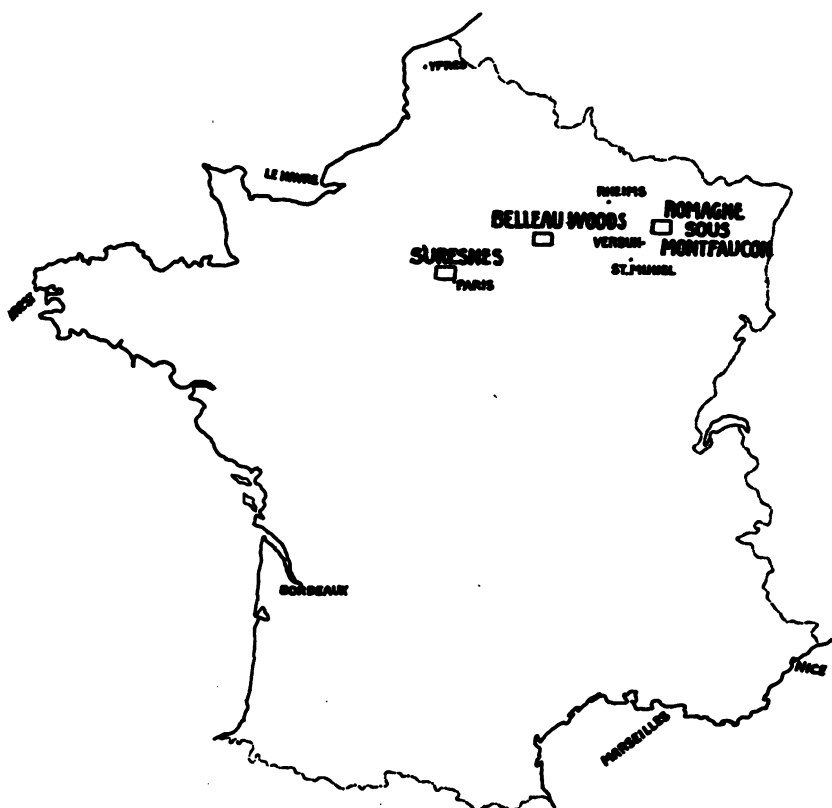 YPRES
LE HAVRE
RHEIMS
BELLEAU WOODS
ROMAGNE
SOUS
MONTFAUCON
VERDUN
SURESNES
ST. MIHIEL
PARIS
BREST
BORDEAUX
NICE
MARSEILLES